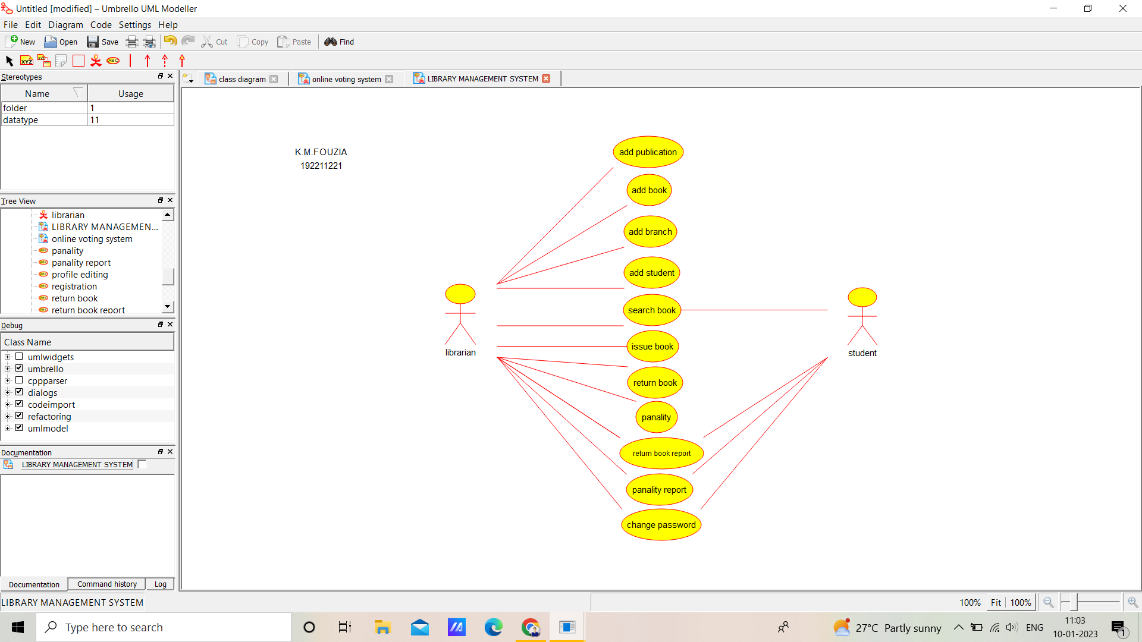 Untitled [modified] – Umbrello UML Modeller
File Edit Diagram Code Settings Help
New Open Save Cut Copy Paste Find
Stereotypes
Name Usage
folder 1
datatype 11
Tree View
librarian
LIBRARY MANAGEMEN...
online voting system
panality
panality report
profile editing
registration
return book
return book report
Debug
Class Name
umlwidgets
umbrello
cppparser
dialogs
codeimport
refactoring
umlmodel
Documentation
LIBRARY MANAGEMENT SYSTEM
Documentation Command history Log
class diagram online voting system LIBRARY MANAGEMENT SYSTEM
K.M.FOUZIA
192211221
add publication
add book
add branch
add student
search book
issue book
return book
panality
return book report
panality report
change password
librarian
student
LIBRARY MANAGEMENT SYSTEM
100% Fit 100%
Type here to search
27°C Partly sunny
ENG
11:03
10-01-2023
1